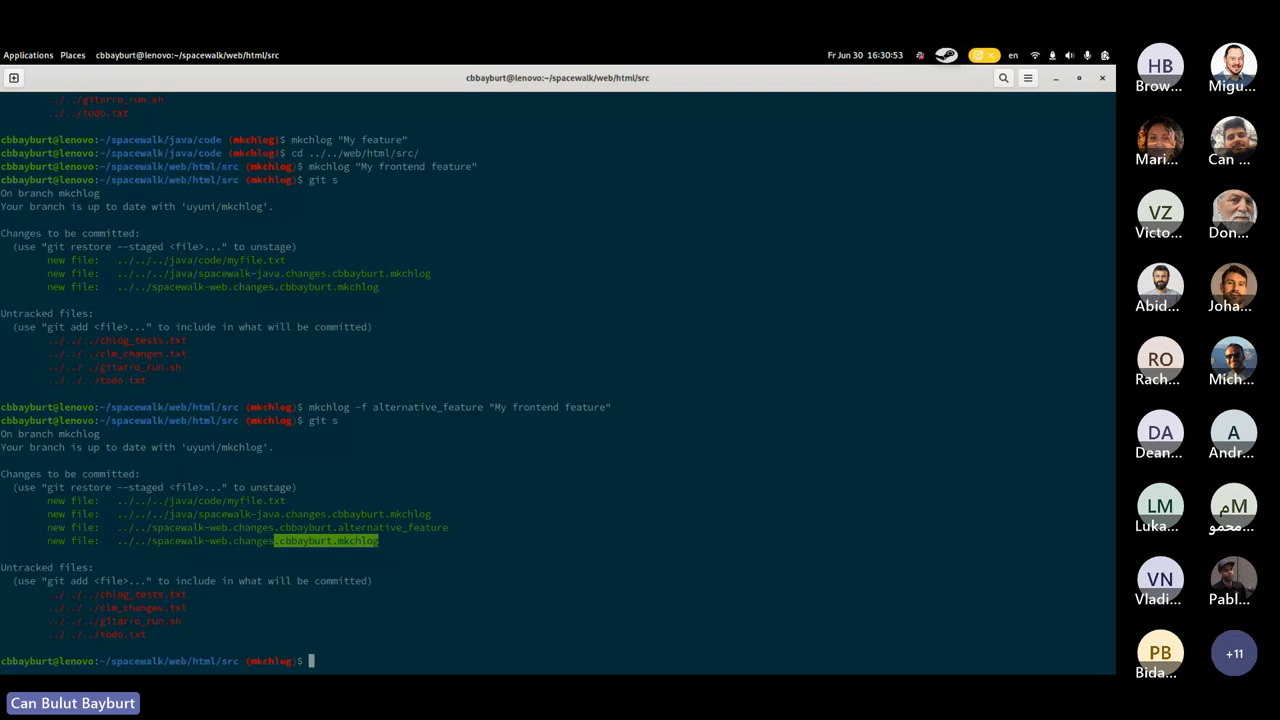 Applications Places cbbayburt@lenovo:~/spacewalk/web/html/src Fr Jun 30 16:30:53 en
cbbayburt@lenovo:~/spacewalk/web/html/src
../../gitarro_run.sh
../../todo.txt
cbbayburt@lenovo:~/spacewalk/java/code (mkchlog)$ mkchlog "My feature"
cbbayburt@lenovo:~/spacewalk/java/code (mkchlog)$ cd ../../web/html/src/
cbbayburt@lenovo:~/spacewalk/web/html/src (mkchlog)$ mkchlog "My frontend feature"
cbbayburt@lenovo:~/spacewalk/web/html/src (mkchlog)$ git s
On branch mkchlog
Your branch is up to date with 'uyuni/mkchlog'.
Changes to be committed:
(use "git restore --staged <file>..." to unstage)
new file: ../../../java/code/myfile.txt
new file: ../../../java/spacewalk-java.changes.cbbayburt.mkchlog
new file: ../../spacewalk-web.changes.cbbayburt.mkchlog
Untracked files:
(use "git add <file>..." to include in what will be committed)
../../../chlog_tests.txt
../../../clm_changes.txt
../../../gitarro_run.sh
../../../todo.txt
cbbayburt@lenovo:~/spacewalk/web/html/src (mkchlog)$ mkchlog -f alternative_feature "My frontend feature"
cbbayburt@lenovo:~/spacewalk/web/html/src (mkchlog)$ git s
On branch mkchlog
Your branch is up to date with 'uyuni/mkchlog'.
Changes to be committed:
(use "git restore --staged <file>..." to unstage)
new file: ../../../java/code/myfile.txt
new file: ../../../java/spacewalk-java.changes.cbbayburt.mkchlog
new file: ../../spacewalk-web.changes.cbbayburt.alternative_feature
new file: ../../spacewalk-web.changes.cbbayburt.mkchlog
Untracked files:
(use "git add <file>..." to include in what will be committed)
../../../chlog_tests.txt
../../../clm_changes.txt
../../../gitarro_run.sh
../../../todo.txt
cbbayburt@lenovo:~/spacewalk/web/html/src (mkchlog)$
Can Bulut Bayburt
HB
Brow... Migu...
Mari... Can ...
VZ
Victo... Don...
Abid... Joha...
RO
Rach... Mich...
DA A
Dean... Andr...
LM مM
Luka... محمو...
VN
Vladi... Pabl...
PB +11
Bida...